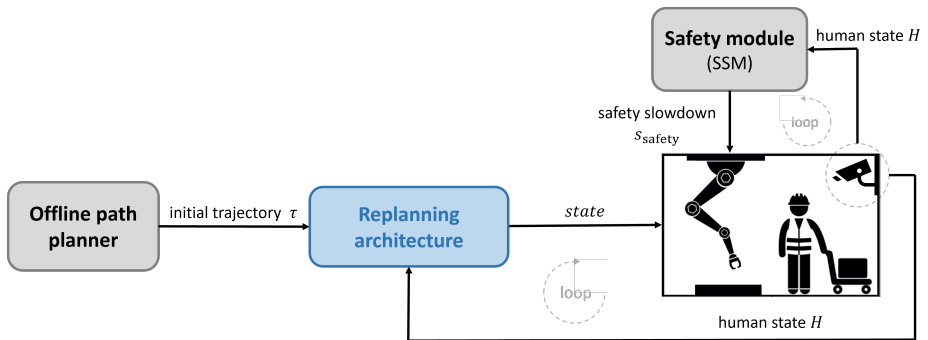 Safety module
(SSM)
human state H
safety slowdown
s_safety
loop
Offline path
planner
initial trajectory τ
Replanning
architecture
state
loop
human state H